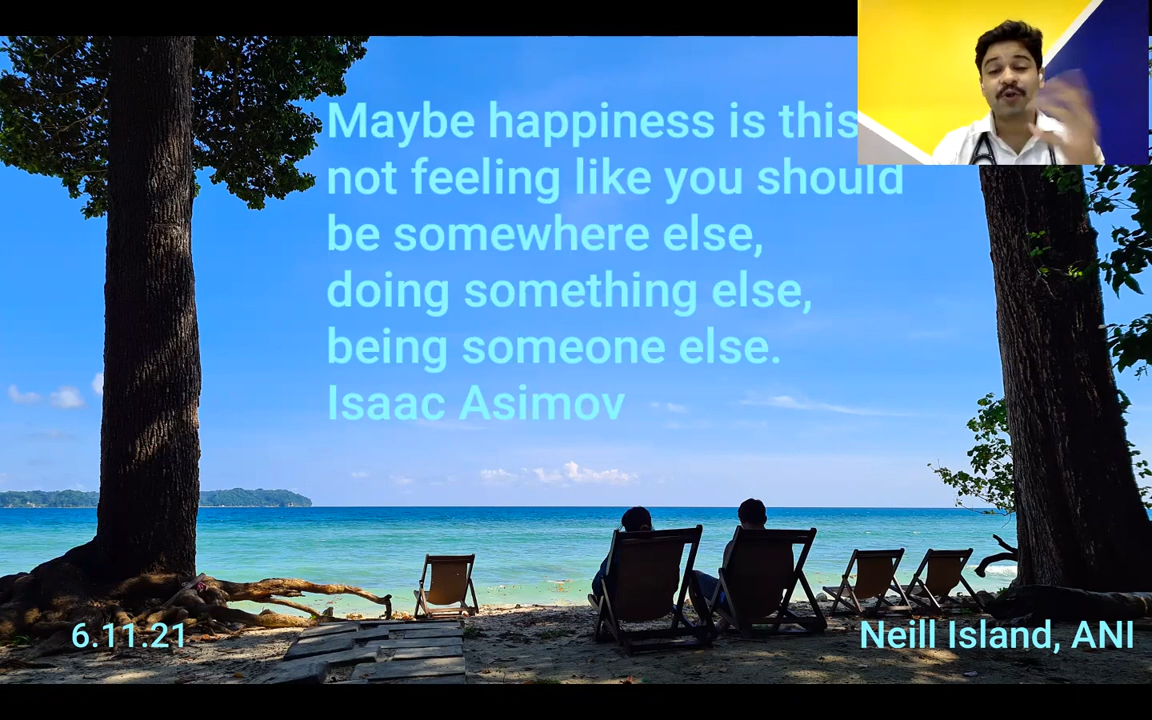 Maybe happiness is this
not feeling like you should
be somewhere else,
doing something else,
being someone else.
Isaac Asimov
6.11.21
Neill Island, ANI